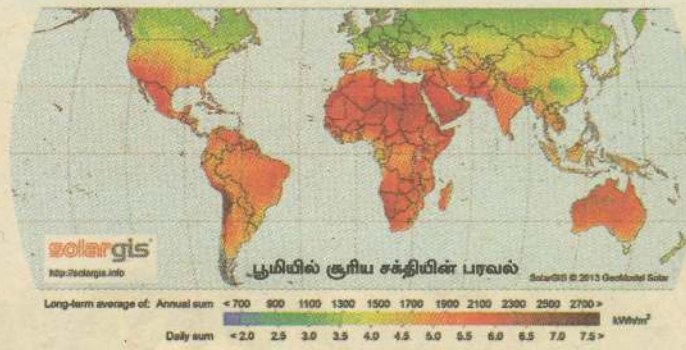 solargis
http://solargis.info
பூமியில் சூரிய சக்தியின் பரவல்
SolarGIS © 2013 GeoModel Solar
Long-term average of: Annual sum < 700 900 1100 1300 1500 1700 1900 2100 2300 2500 2700 > kWh/m²
Daily sum < 2.0 2.5 3.0 3.5 4.0 4.5 5.0 5.5 6.0 6.5 7.0 7.5 >